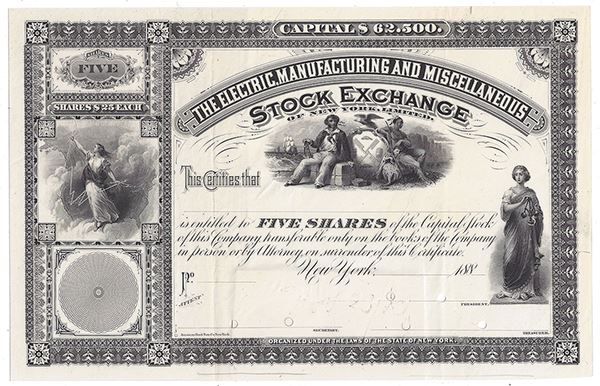 CAPITAL $ 62.500.
SHARES
FIVE
SHARES $ 25 EACH
THE ELECTRIC, MANUFACTURING AND MISCELLANEOUS
STOCK EXCHANGE
OF NEW YORK, LIMITED.
This Certifies that
is entitled to FIVE SHARES of the Capital Stock
of this Company transferable only on the books of the Company
in person or by Attorney, on surrender of this Certificate.
New York 188
No
ATTEST
PRESIDENT.
SECRETARY.
TREASURER.
ORGANIZED UNDER THE LAWS OF THE STATE OF NEW YORK.